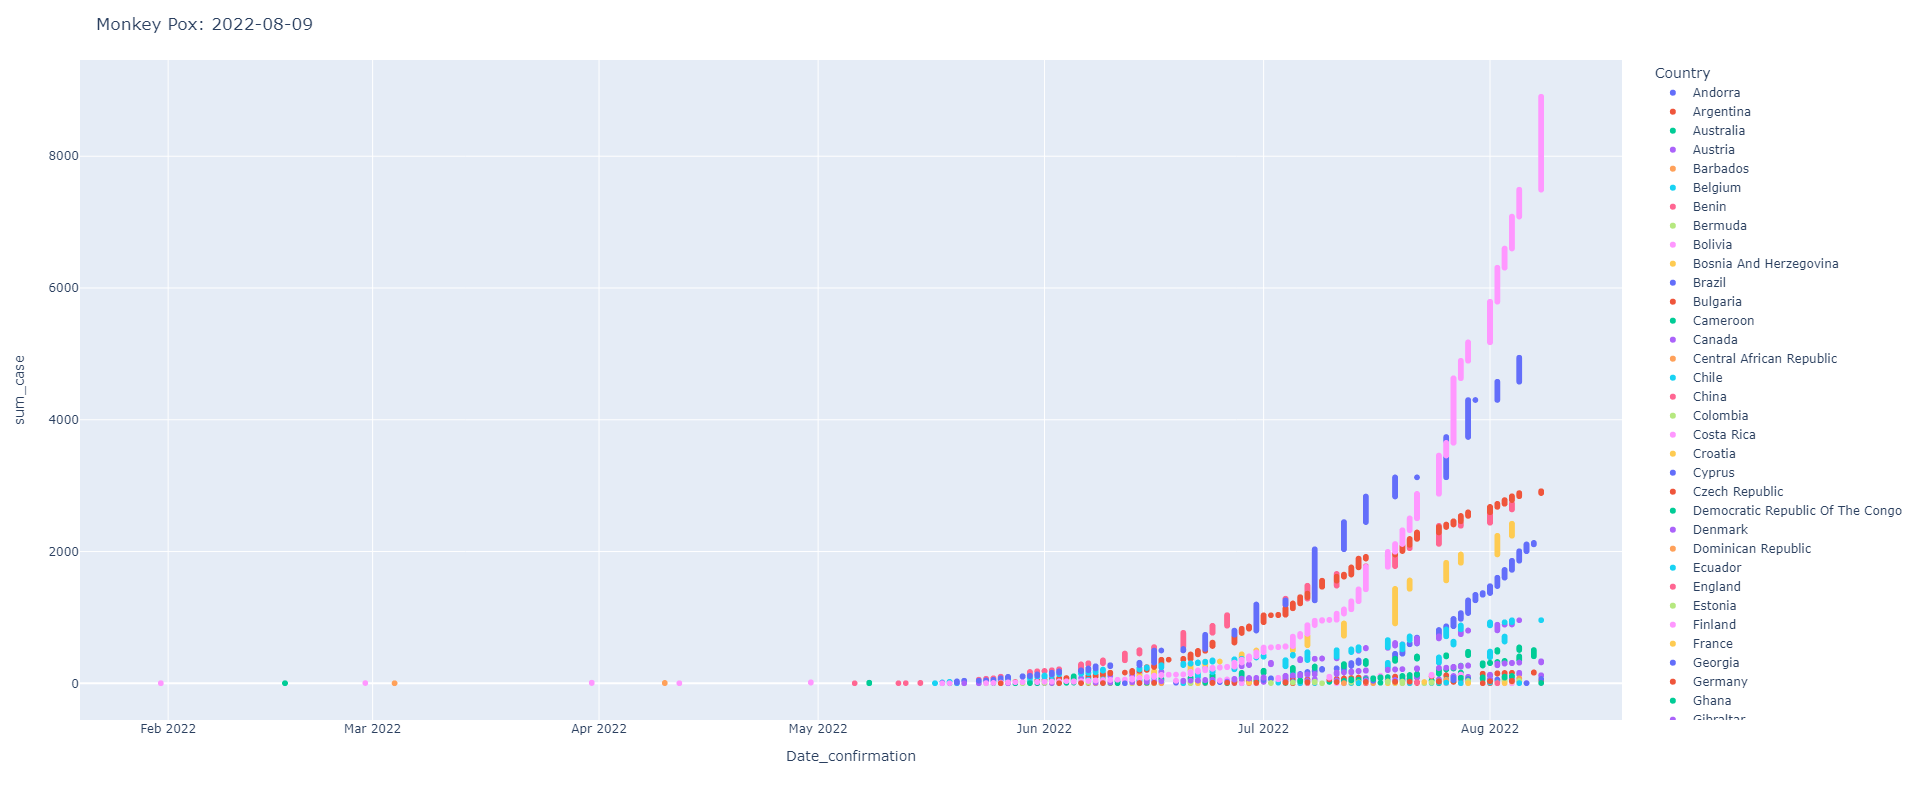 Monkey Pox: 2022-08-09
sum_case
8000
6000
4000
2000
0
Feb 2022
Mar 2022
Apr 2022
May 2022
Jun 2022
Jul 2022
Aug 2022
Date_confirmation
Country
Andorra
Argentina
Australia
Austria
Barbados
Belgium
Benin
Bermuda
Bolivia
Bosnia And Herzegovina
Brazil
Bulgaria
Cameroon
Canada
Central African Republic
Chile
China
Colombia
Costa Rica
Croatia
Cyprus
Czech Republic
Democratic Republic Of The Congo
Denmark
Dominican Republic
Ecuador
England
Estonia
Finland
France
Georgia
Germany
Ghana
Gibraltar